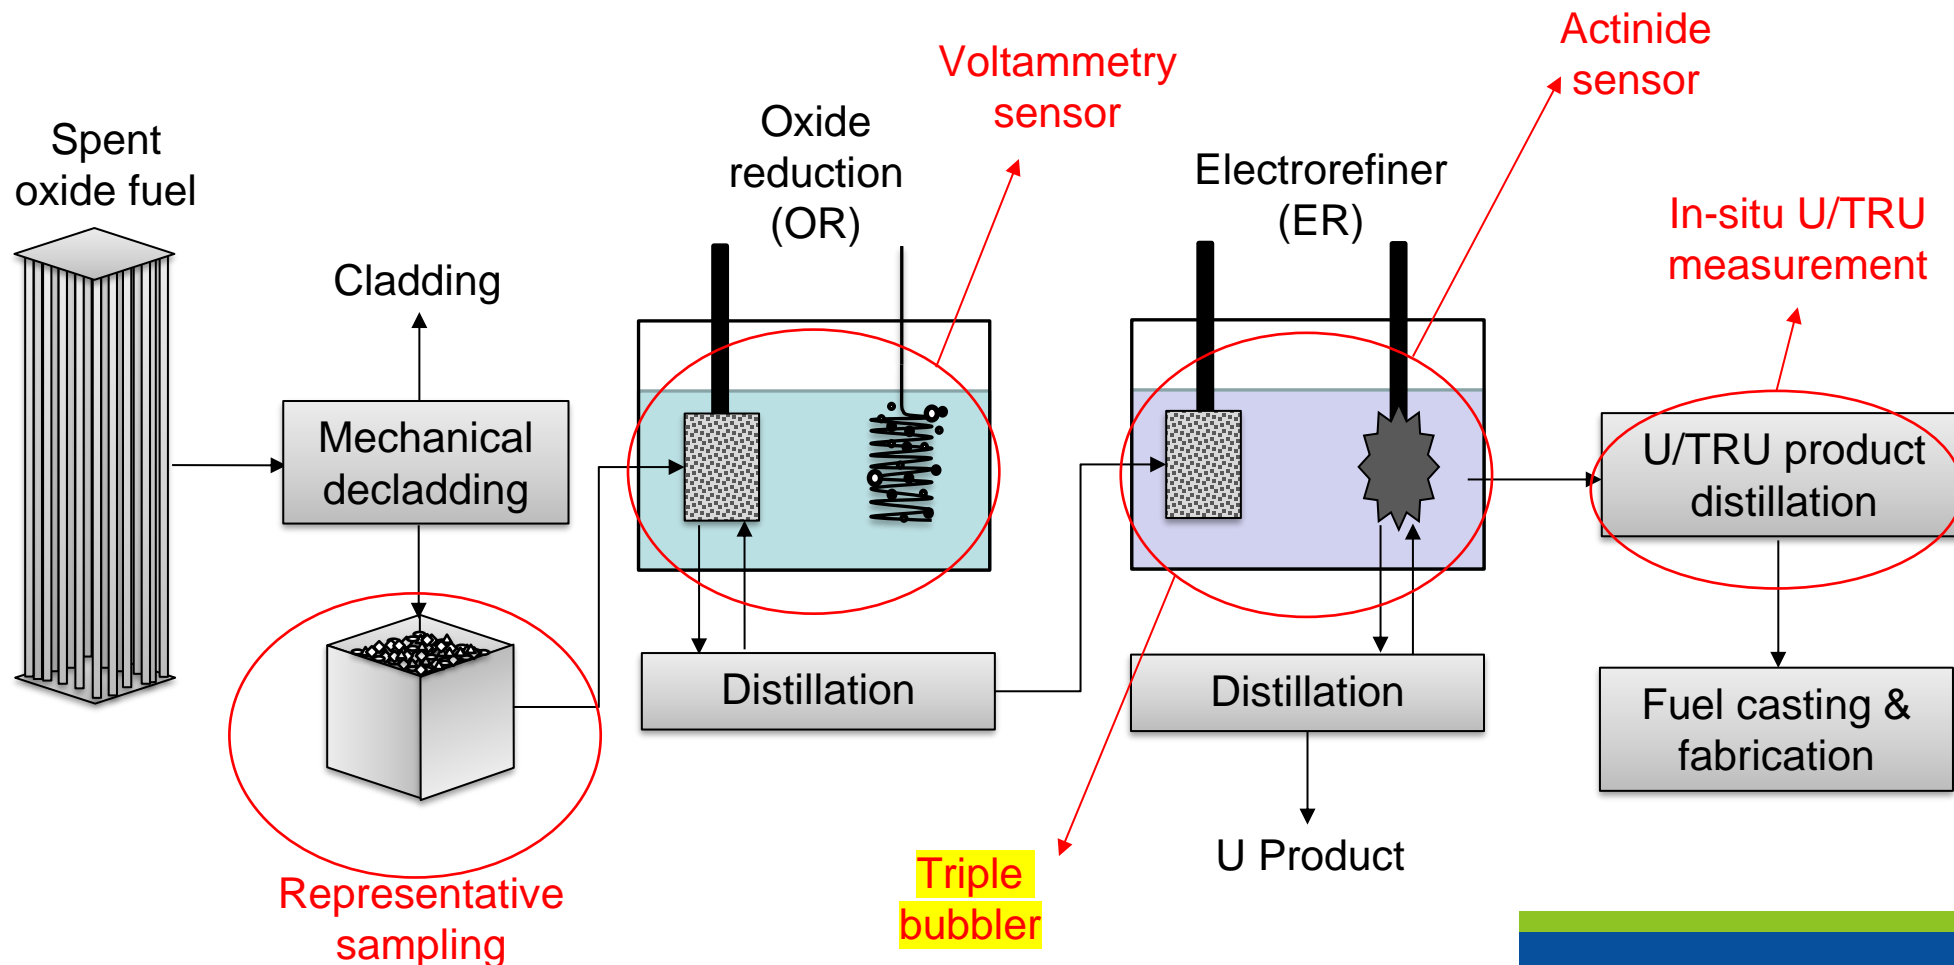 Spent
oxide fuel
Cladding
Mechanical
decladding
Representative
sampling
Oxide
reduction
(OR)
Voltammetry
sensor
Distillation
Electrorefiner
(ER)
Actinide
sensor
Distillation
U Product
Triple
bubbler
In-situ U/TRU
measurement
U/TRU product
distillation
Fuel casting &
fabrication